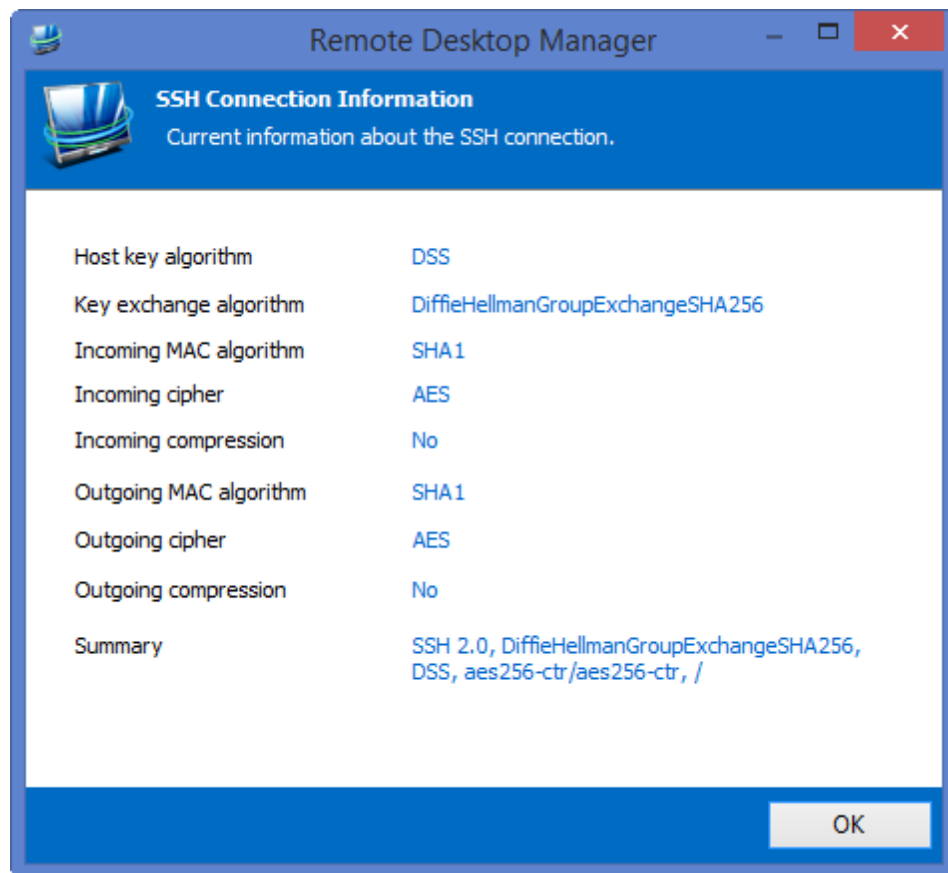 Remote Desktop Manager
SSH Connection Information
Current information about the SSH connection.
Host key algorithm DSS
Key exchange algorithm DiffieHellmanGroupExchangeSHA256
Incoming MAC algorithm SHA1
Incoming cipher AES
Incoming compression No
Outgoing MAC algorithm SHA1
Outgoing cipher AES
Outgoing compression No
Summary SSH 2.0, DiffieHellmanGroupExchangeSHA256,
DSS, aes256-ctr/aes256-ctr, /
OK